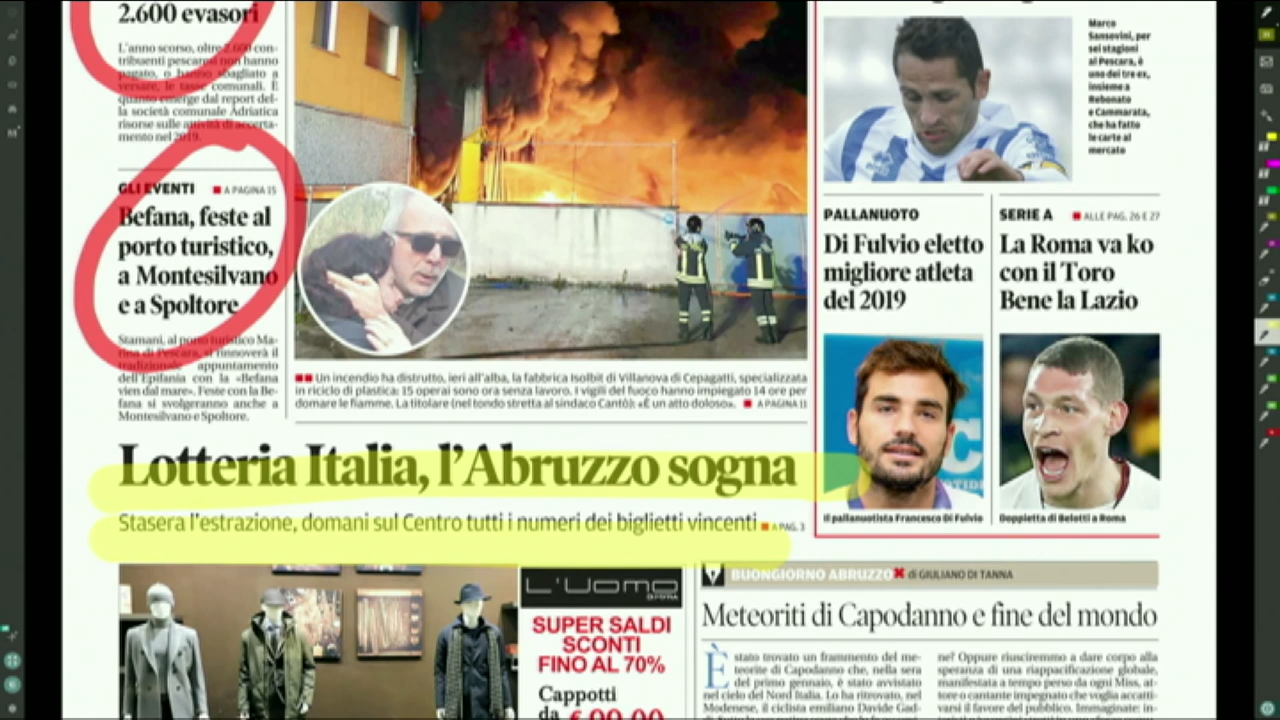 2.600 evasori
L'anno scorso, oltre 2.600 con-
tribuenti pescaresi non hanno
pagato, o hanno sbagliato a
versare, le tasse comunali. È
quanto emerge dal report del-
la società comunale Adriatica
risorse sulle attività di accerta-
mento nel 2019.
GLI EVENTI A PAGINA 15
Befana, feste al
porto turistico,
a Montesilvano
e a Spoltore
Stamani, al porto turistico Ma-
rina di Pescara, si rinnoverà il
tradizionale appuntamento
dell'Epifania con la «Befana
vien dal mare». Feste con la Be-
fana si svolgeranno anche a
Montesilvano e Spoltore.
Un incendio ha distrutto, ieri all'alba, la fabbrica Isolbit di Villanova di Cepagatti, specializzata
in riciclo di plastica: 15 operai sono ora senza lavoro. I vigili del fuoco hanno impiegato 14 ore per
domare le fiamme. La titolare (nel tondo stretta al sindaco Cantò): «È un atto doloso». A PAGINA 11
Marco
Sansovini, per
sei stagioni
al Pescara, è
uno dei tre ex,
insieme a
Rebonato
e Cammarata,
che ha fatto
le carte al
mercato
PALLANUOTO
Di Fulvio eletto
migliore atleta
del 2019
Il pallanuotista Francesco Di Fulvio
SERIE A ALLE PAG. 26 E 27
La Roma va ko
con il Toro
Bene la Lazio
Doppietta di Belotti a Roma
Lotteria Italia, l'Abruzzo sogna
Stasera l'estrazione, domani sul Centro tutti i numeri dei biglietti vincenti A PAG. 3
L'UOMO
SUPER SALDI
SCONTI
FINO AL 70%
Cappotti
da €99,00
BUONGIORNO ABRUZZO di GIULIANO DI TANNA
Meteoriti di Capodanno e fine del mondo
È stato trovato un frammento del me-
teorite di Capodanno che, nella sera
del primo gennaio, è stato avvistato
nel cielo del Nord Italia. Lo ha ritrovato, nel
Modenese, il ciclista emiliano Davide Gad-
ne? Oppure riusciremo a dare corpo alla
speranza di una riappacificazione globale,
manifestata a tempo perso da ogni Miss, at-
tore o cantante impegnato che voglia accatti-
varsi il favore del pubblico. Immaginate: in-